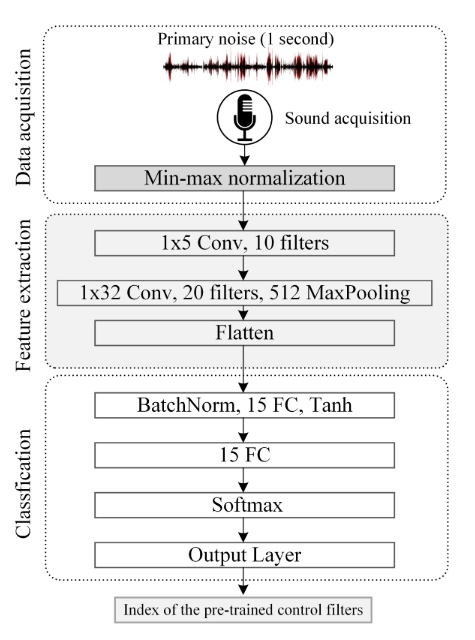 Data acquisition
Primary noise (1 second)
Sound acquisition
Min-max normalization
Feature extraction
1x5 Conv, 10 filters
1x32 Conv, 20 filters, 512 MaxPooling
Flatten
Classfication
BatchNorm, 15 FC, Tanh
15 FC
Softmax
Output Layer
Index of the pre-trained control filters